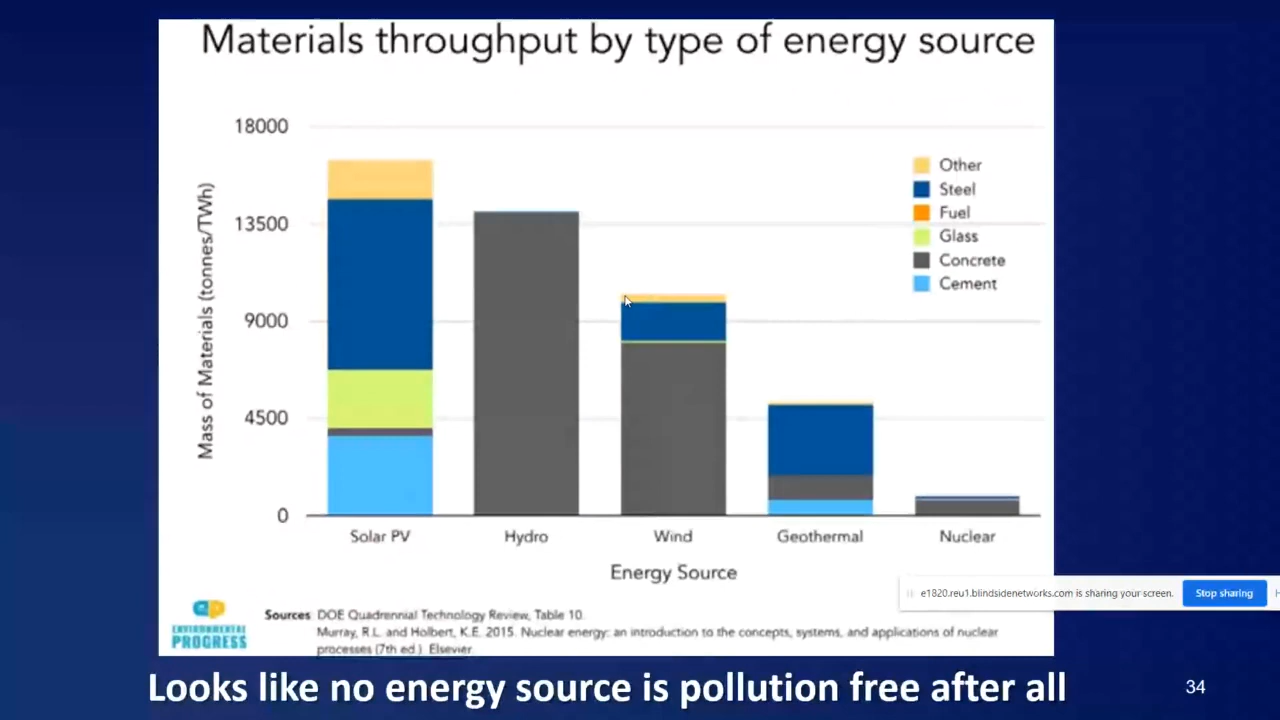 Materials throughput by type of energy source
18000
13500
9000
4500
0
Mass of Materials (tonnes/TWh)
Other
Steel
Fuel
Glass
Concrete
Cement
Solar PV
Hydro
Wind
Geothermal
Nuclear
Energy Source
e1820.reu1.blindsidenetworks.com is sharing your screen.
Stop sharing
H
ENVIRONMENTAL
PROGRESS
Sources DOE Quadrennial Technology Review, Table 10.
Murray, R.L. and Holbert, K.E. 2015. Nuclear energy: an introduction to the concepts, systems, and applications of nuclear
processes (7th ed.) Elsevier.
Looks like no energy source is pollution free after all
34